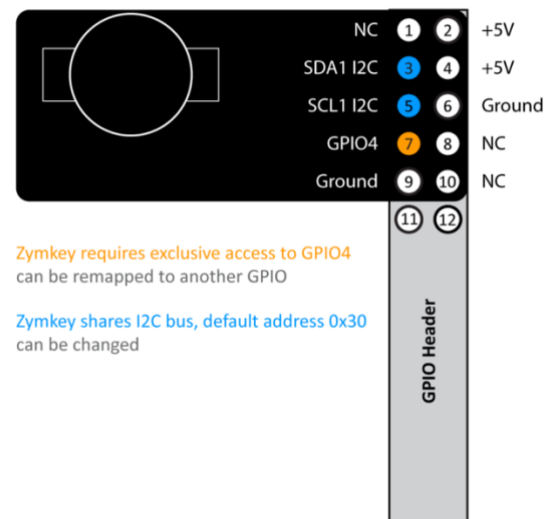 NC 1 2 +5V
SDA1 I2C 3 4 +5V
SCL1 I2C 5 6 Ground
GPIO4 7 8 NC
Ground 9 10 NC
11 12
Zymkey requires exclusive access to GPIO4
can be remapped to another GPIO
Zymkey shares I2C bus, default address 0x30
can be changed
GPIO Header